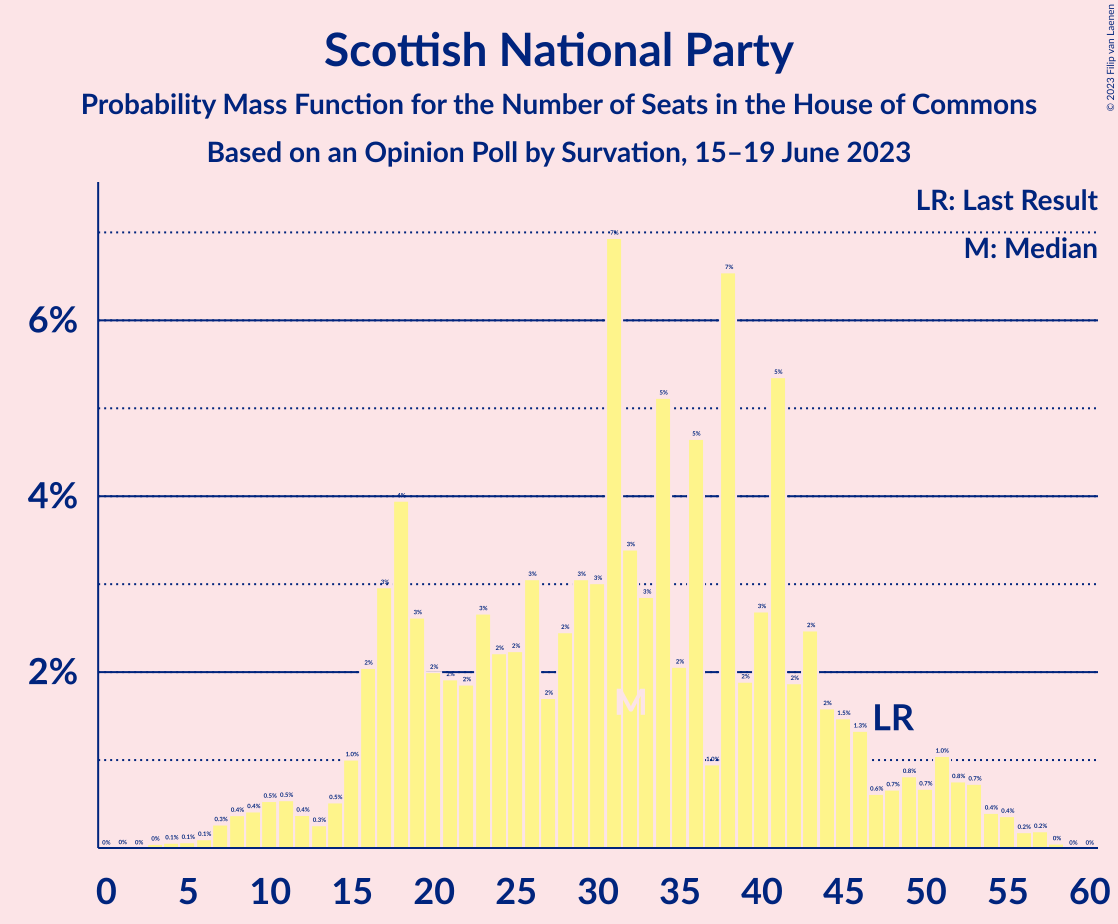 Scottish National Party
Probability Mass Function for the Number of Seats in the House of Commons
Based on an Opinion Poll by Survation, 15–19 June 2023
© 2023 Filip van Laenen
LR: Last Result
M: Median
6%
4%
2%
0% 0% 0% 0% 0.1% 0.1% 0.1% 0.3% 0.4% 0.4% 0.5% 0.5% 0.4% 0.3% 0.5% 1.0% 2% 3% 4% 3% 2% 2% 2% 3% 2% 2% 3% 2% 2% 3% 3% 7% 3% 3% 5% 2% 5% 1.0% 7% 2% 3% 5% 2% 2% 2% 1.5% 1.3% 0.6% 0.7% 0.8% 0.7% 1.0% 0.8% 0.7% 0.4% 0.4% 0.2% 0.2% 0% 0% 0%
M
LR
0 5 10 15 20 25 30 35 40 45 50 55 60